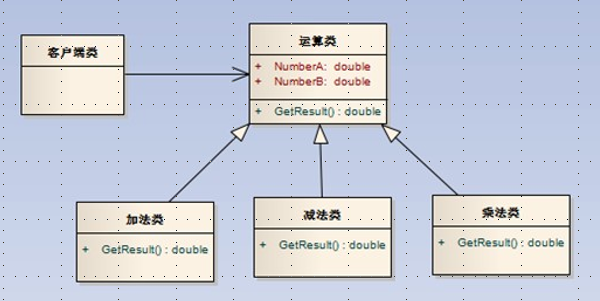 客户端类
运算类
+ NumberA: double
+ NumberB: double
+ GetResult() : double
加法类
+ GetResult() : double
减法类
+ GetResult() : double
乘法类
+ GetResult() : double